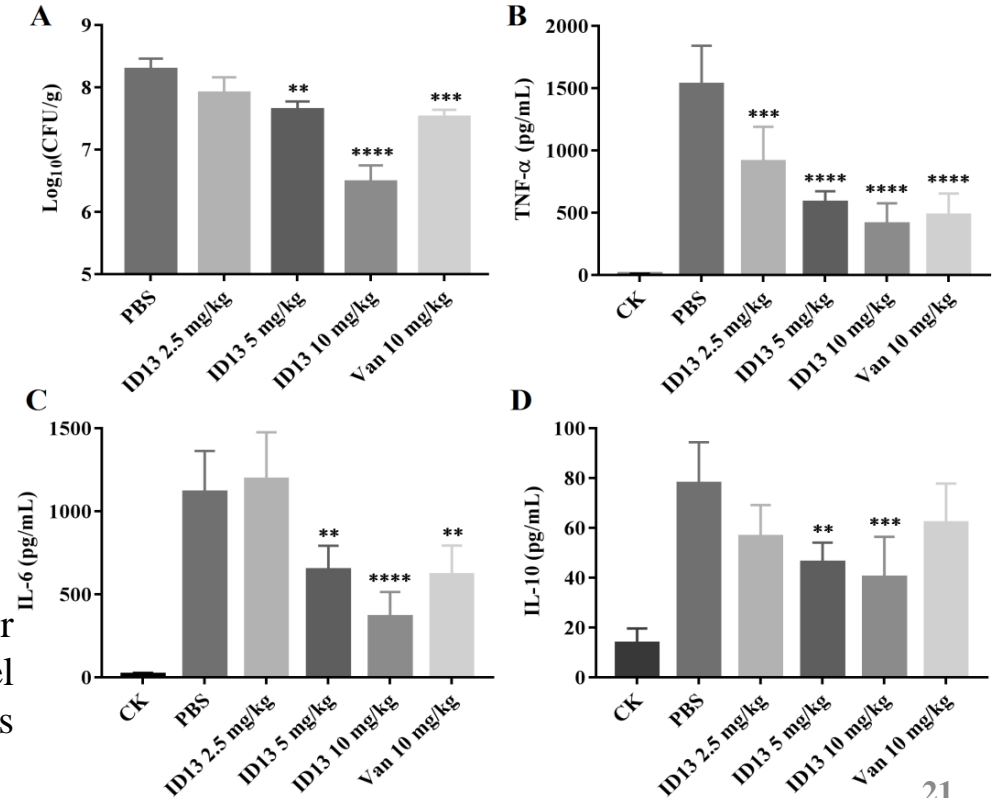 A
9
8
7
6
5
Log10(CFU/g)
**
****
***
PBS
ID13 2.5 mg/kg
ID13 5 mg/kg
ID13 10 mg/kg
Van 10 mg/kg
B
2000
1500
1000
500
0
TNF-α (pg/mL)
***
****
****
****
CK
PBS
ID13 2.5 mg/kg
ID13 5 mg/kg
ID13 10 mg/kg
Van 10 mg/kg
C
1500
1000
500
0
IL-6 (pg/mL)
**
****
**
CK
PBS
ID13 2.5 mg/kg
ID13 5 mg/kg
ID13 10 mg/kg
Van 10 mg/kg
D
100
80
60
40
20
0
IL-10 (pg/mL)
**
***
CK
PBS
ID13 2.5 mg/kg
ID13 5 mg/kg
ID13 10 mg/kg
Van 10 mg/kg
21